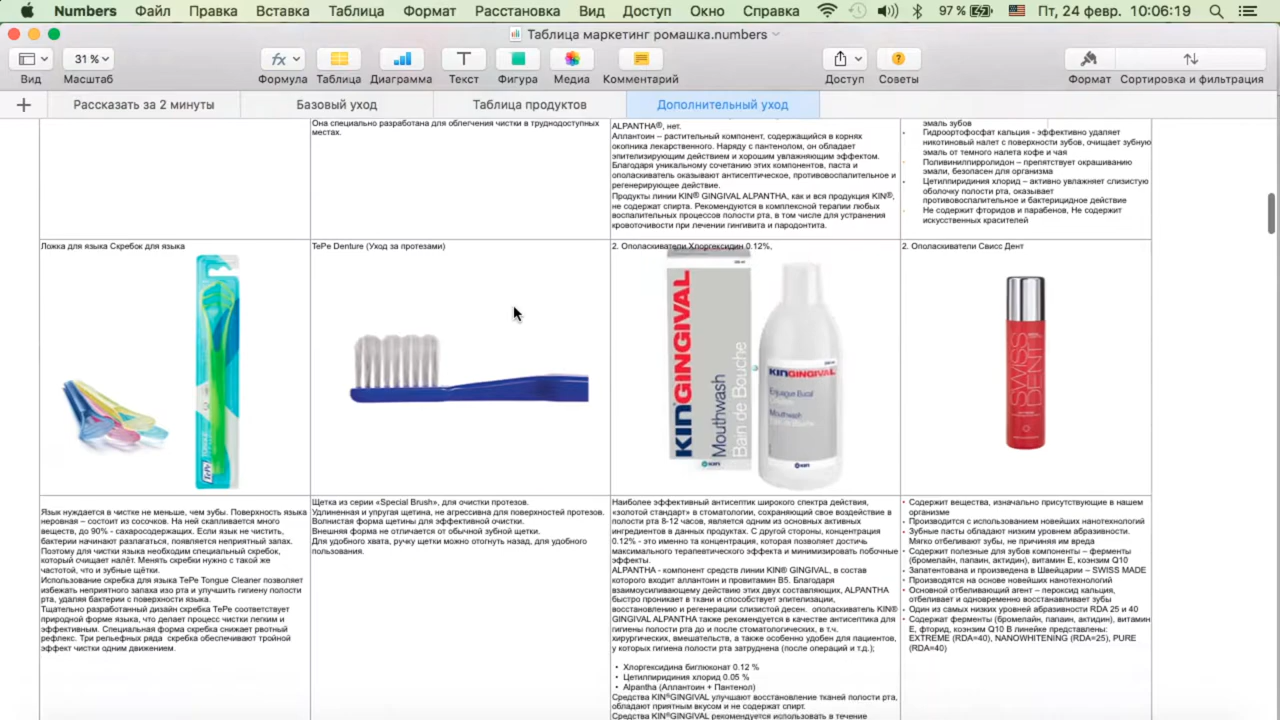 Numbers Файл Правка Вставка Таблица Формат Расстановка Вид Доступ Окно Справка 97 % Пт, 24 февр. 10:06:19
Таблица маркетинг ромашка.numbers
31 %
Вид Масштаб Формула Таблица Диаграмма Текст Фигура Медиа Комментарий Доступ Советы Формат Сортировка и фильтрация
Рассказать за 2 минуты Базовый уход Таблица продуктов Дополнительный уход
Она специально разработана для облегчения чистки в труднодоступных
местах.
ALPANTHA®, нет.
Аллантоин – растительный компонент, содержащийся в корнях
окопника лекарственного. Наряду с пантенолом, он обладает
эпителизирующим действием и хорошим увлажняющим эффектом.
Благодаря уникальному сочетанию этих компонентов, паста и
ополаскиватель оказывают антисептическое, противовоспалительное и
регенерирующее действие.
Продукты линии KIN® GINGIVAL ALPANTHA, как и вся продукция KIN®,
не содержат спирта. Рекомендуются в комплексной терапии любых
воспалительных процессов полости рта, в том числе для устранения
кровоточивости при лечении гингивита и пародонтита.
эмаль зубов
• Гидроортофосфат кальция - эффективно удаляет
никотиновый налет с поверхности зубов, очищает зубную
эмаль от темного налета кофе и чая
• Поливинилпирролидон – препятствует окрашиванию
эмали, безопасен для организма
• Цетилпиридиния хлорид – активно увлажняет слизистую
оболочку полости рта, оказывает
противовоспалительное и бактерицидное действие
• Не содержит фторидов и парабенов, Не содержит
искусственных красителей
Ложка для языка Скребок для языка
TePe Denture (Уход за протезами)
2. Ополаскиватели Хлоргексидин 0.12%,
2. Ополаскиватели Свисс Дент
TePe
KIN GINGIVAL
Mouthwash
Bain de Bouche
KIN
KINGINGIVAL
Enjuague Bucal
Mouthwash
KIN
SWISS
DENT
Язык нуждается в чистке не меньше, чем зубы. Поверхность языка
неровная – состоит из сосочков. На ней скапливается много
веществ, до 90% - сахаросодержащих. Если язык не чистить,
бактерии начинают разлагаться, появляется неприятный запах.
Поэтому для чистки языка необходим специальный скребок,
который счищает налёт. Менять скребки нужно с такой же
частотой, что и зубные щётки.
Использование скребка для языка TePe Tongue Cleaner позволяет
избежать неприятного запаха изо рта и улучшить гигиену полости
рта, удаляя бактерии с поверхности языка.
Тщательно разработанный дизайн скребка TePe соответствует
природной форме языка, что делает процесс чистки легким и
эффективным. Специальная форма скребка снижает рвотный
рефлекс. Три рельефных ряда скребка обеспечивают тройной
эффект чистки одним движением.
Щетка из серии «Special Brush», для очистки протезов.
Удлиненная и упругая щетина, не агрессивна для поверхностей протезов.
Волнистая форма щетины для эффективной очистки.
Внешняя форма не отличается от обычной зубной щетки.
Для удобного хвата, ручку щетки можно отогнуть назад, для удобного
пользования.
Наиболее эффективный антисептик широкого спектра действия,
«золотой стандарт» в стоматологии, сохраняющий свое воздействие в
полости рта 8-12 часов, является одним из основных активных
ингредиентов в данных продуктах. С другой стороны, концентрация
0.12% - это именно та концентрация, которая позволяет достичь
максимального терапевтического эффекта и минимизировать побочные
эффекты.
ALPANTHA - компонент средств линии KIN® GINGIVAL, в состав
которого входит аллантоин и провитамин В5. Благодаря
взаимоусиливающему действию этих двух составляющих, ALPANTHA
быстро проникает в ткани и способствует эпителизации,
восстановлению и регенерации слизистой десен. ополаскиватель KIN®
GINGIVAL ALPANTHA также рекомендуется в качестве антисептика для
гигиены полости рта до и после стоматологических, в т.ч.
хирургических, вмешательств, а также особенно удобен для пациентов,
у которых гигиена полости рта затруднена (после операций и т.д.);
• Хлоргексидина биглюконат 0.12 %
• Цетилпиридиния хлорид 0.05 %
• Alpantha (Аллантоин + Пантенол)
Средства KIN®GINGIVAL улучшают восстановление тканей полости рта,
обладают приятным вкусом и не содержат спирт.
Средства KIN®GINGIVAL рекомендуется использовать в течение
• Содержит вещества, изначально присутствующие в нашем
организме
• Производится с использованием новейших нанотехнологий
• Зубные пасты обладают низким уровнем абразивности.
Мягко отбеливают зубы, не причиняя им вреда
• Содержит полезные для зубов компоненты – ферменты
(бромелайн, папаин, актидин), витамин Е, коэнзим Q10
• Запатентована и произведена в Швейцарии – SWISS MADE
• Производятся на основе новейших нанотехнологий
• Основной отбеливающий агент – пероксид кальция,
отбеливает и одновременно восстанавливает зубы
• Один из самых низких уровней абразивности RDA 25 и 40
• Содержат ферменты (бромелайн, папаин, актидин), витамин
Е, фторид, коэнзим Q10 В линейке представлены:
EXTREME (RDA=40), NANOWHITENING (RDA=25), PURE
(RDA=40)